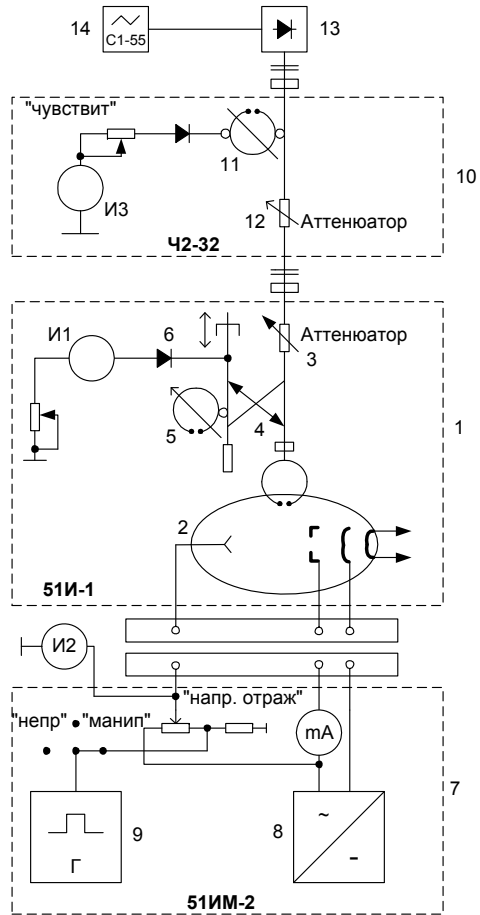 14
С1-55
13
"чувствит"
11
10
И3
12
Аттенюатор
Ч2-32
И1
6
Аттенюатор
3
5
4
1
2
51И-1
И2
"напр. отраж"
"непр"
"манип"
mA
7
9
8
~
Г
-
51ИМ-2